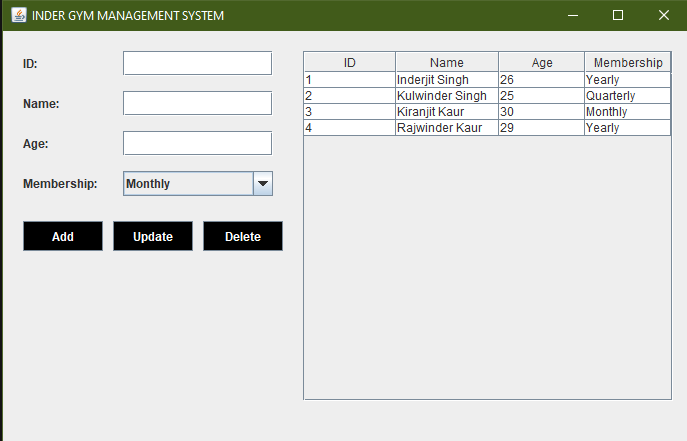 INDER GYM MANAGEMENT SYSTEM
ID:
Name:
Age:
Membership: Monthly
Add Update Delete
ID Name Age Membership
1 Inderjit Singh 26 Yearly
2 Kulwinder Singh 25 Quarterly
3 Kiranjit Kaur 30 Monthly
4 Rajwinder Kaur 29 Yearly